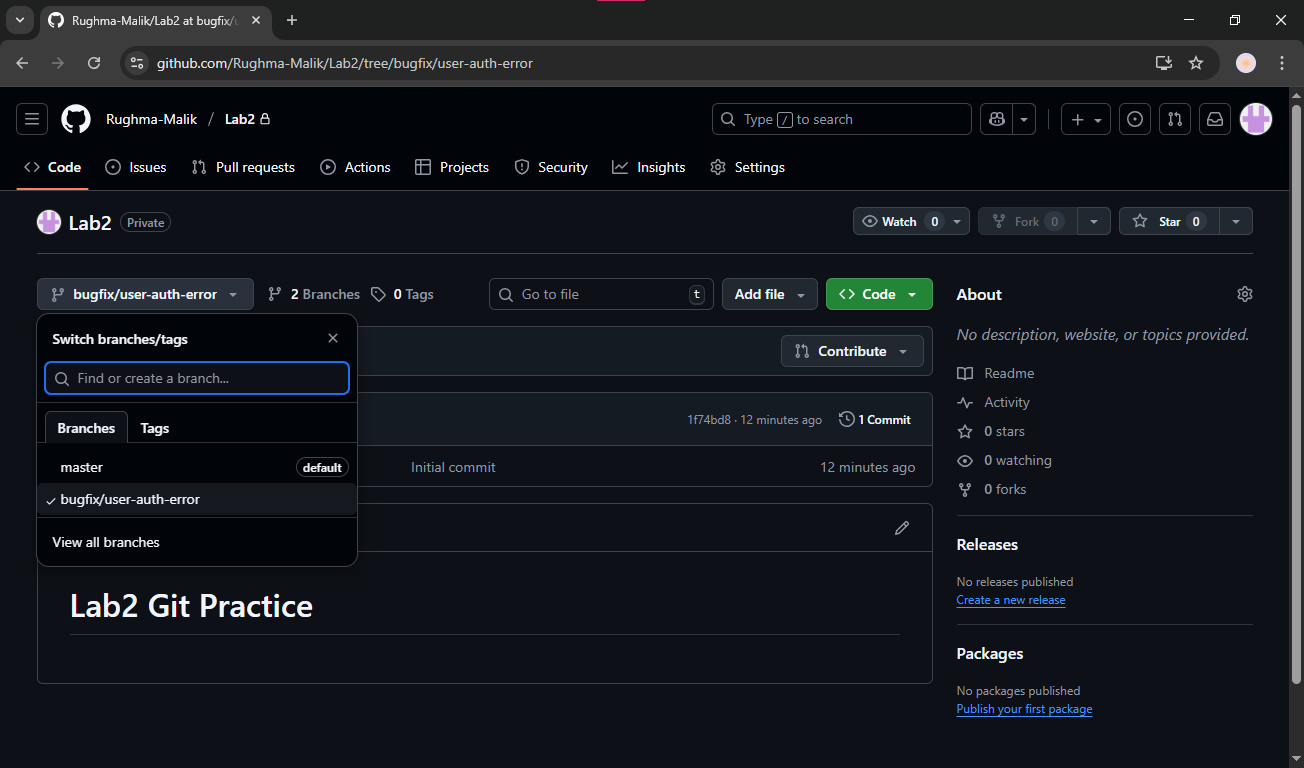 Rughma-Malik/Lab2 at bugfix/u
github.com/Rughma-Malik/Lab2/tree/bugfix/user-auth-error
Rughma-Malik / Lab2
Type / to search
Code Issues Pull requests Actions Projects Security Insights Settings
Lab2 Private
Watch 0 Fork 0 Star 0
bugfix/user-auth-error 2 Branches 0 Tags
Go to file t Add file Code
Switch branches/tags
Find or create a branch...
Branches Tags
master default
bugfix/user-auth-error
View all branches
Contribute
1f74bd8 · 12 minutes ago 1 Commit
Initial commit 12 minutes ago
Lab2 Git Practice
About
No description, website, or topics provided.
Readme
Activity
0 stars
0 watching
0 forks
Releases
No releases published
Create a new release
Packages
No packages published
Publish your first package